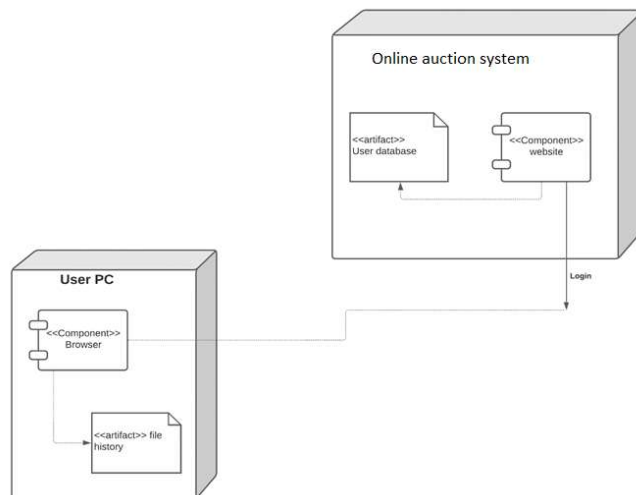 Online auction system
<<artifact>>
User database
<<Component>>
website
Login
User PC
<<Component>>
Browser
<<artifact>> file
history